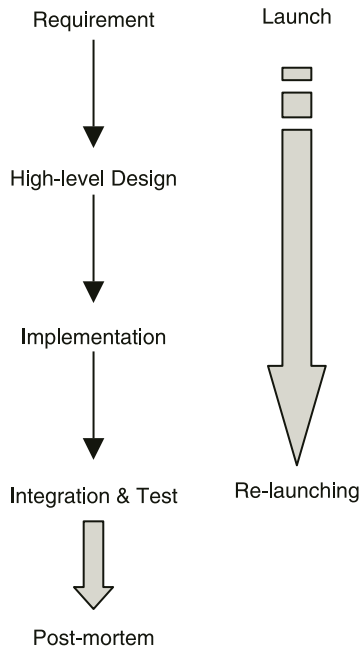 Requirement
Launch
High-level Design
Implementation
Integration & Test
Re-launching
Post-mortem